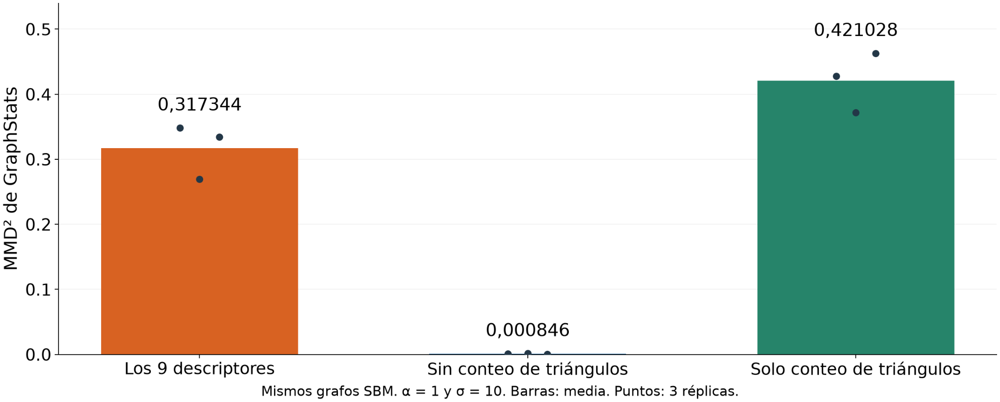 MMD² de GraphStats
0.5
0.4
0.3
0.2
0.1
0.0
0,317344
0,000846
0,421028
Los 9 descriptores
Sin conteo de triángulos
Solo conteo de triángulos
Mismos grafos SBM. α = 1 y σ = 10. Barras: media. Puntos: 3 réplicas.